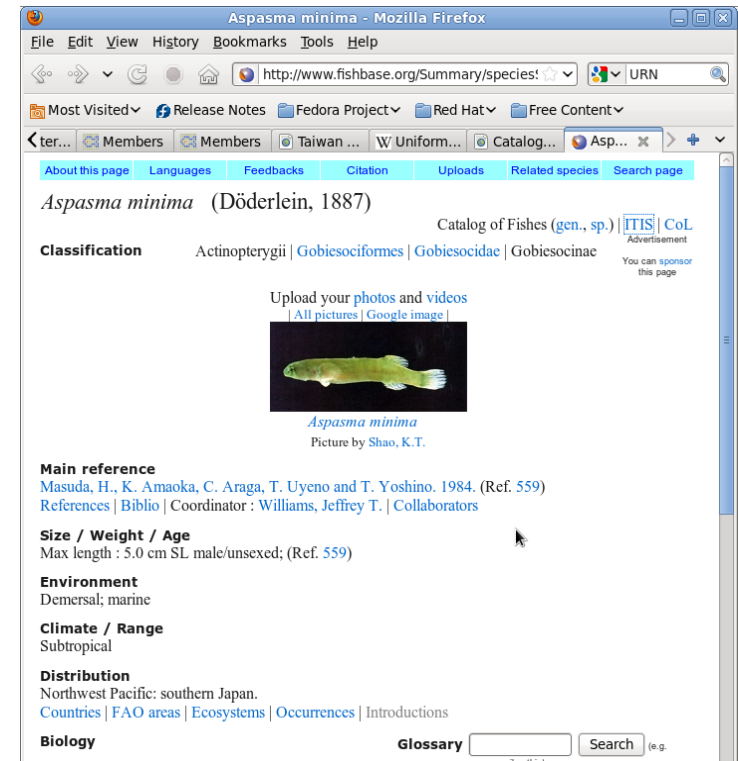 Aspasma minima - Mozilla Firefox
File Edit View History Bookmarks Tools Help
http://www.fishbase.org/Summary/species URN
Most Visited Release Notes Fedora Project Red Hat Free Content
ter... Members Members Taiwan ... Uniform... Catalog... Asp...
About this page Languages Feedbacks Citation Uploads Related species Search page
Aspasma minima (Döderlein, 1887)
Catalog of Fishes (gen., sp.) | ITIS | CoL
Advertisement
Classification Actinopterygii | Gobiesociformes | Gobiesocidae | Gobiesocinae
You can sponsor
this page
Upload your photos and videos
| All pictures | Google image |
Aspasma minima
Picture by Shao, K.T.
Main reference
Masuda, H., K. Amaoka, C. Araga, T. Uyeno and T. Yoshino. 1984. (Ref. 559)
References | Biblio | Coordinator : Williams, Jeffrey T. | Collaborators
Size / Weight / Age
Max length : 5.0 cm SL male/unsexed; (Ref. 559)
Environment
Demersal; marine
Climate / Range
Subtropical
Distribution
Northwest Pacific: southern Japan.
Countries | FAO areas | Ecosystems | Occurrences | Introductions
Biology Glossary Search (e.g.